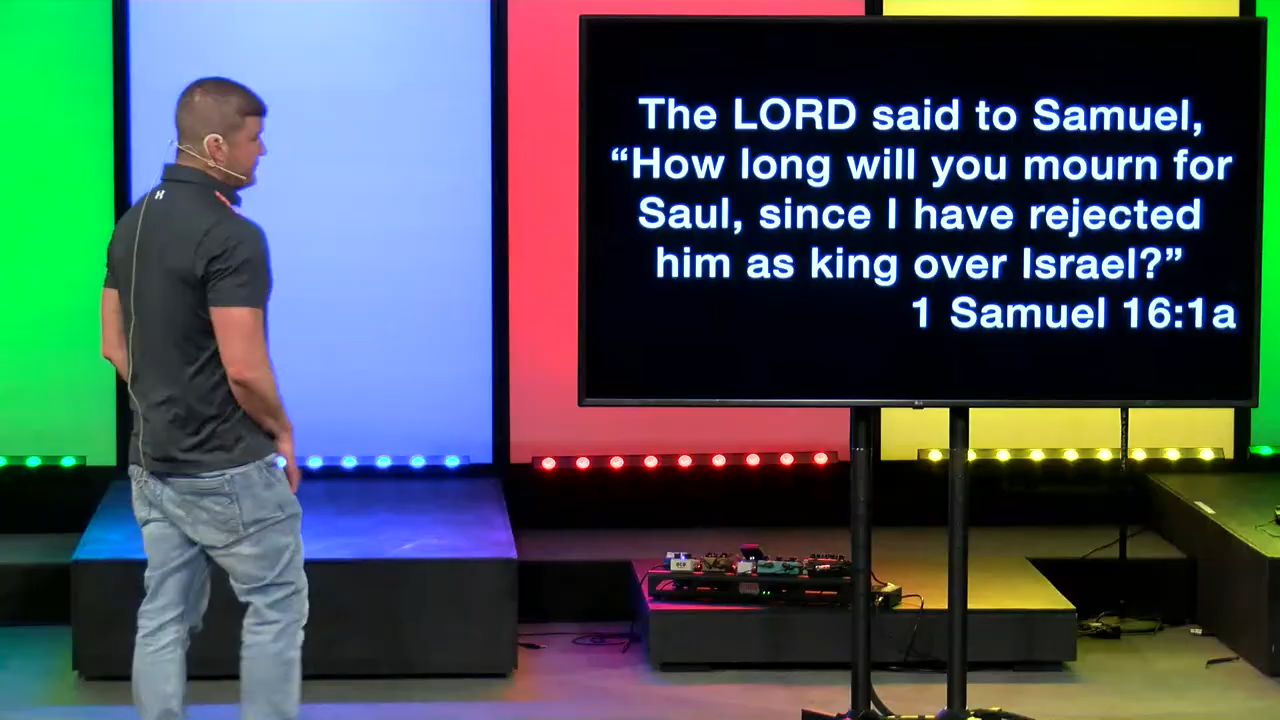 The LORD said to Samuel,
“How long will you mourn for
Saul, since I have rejected
him as king over Israel?”
1 Samuel 16:1a